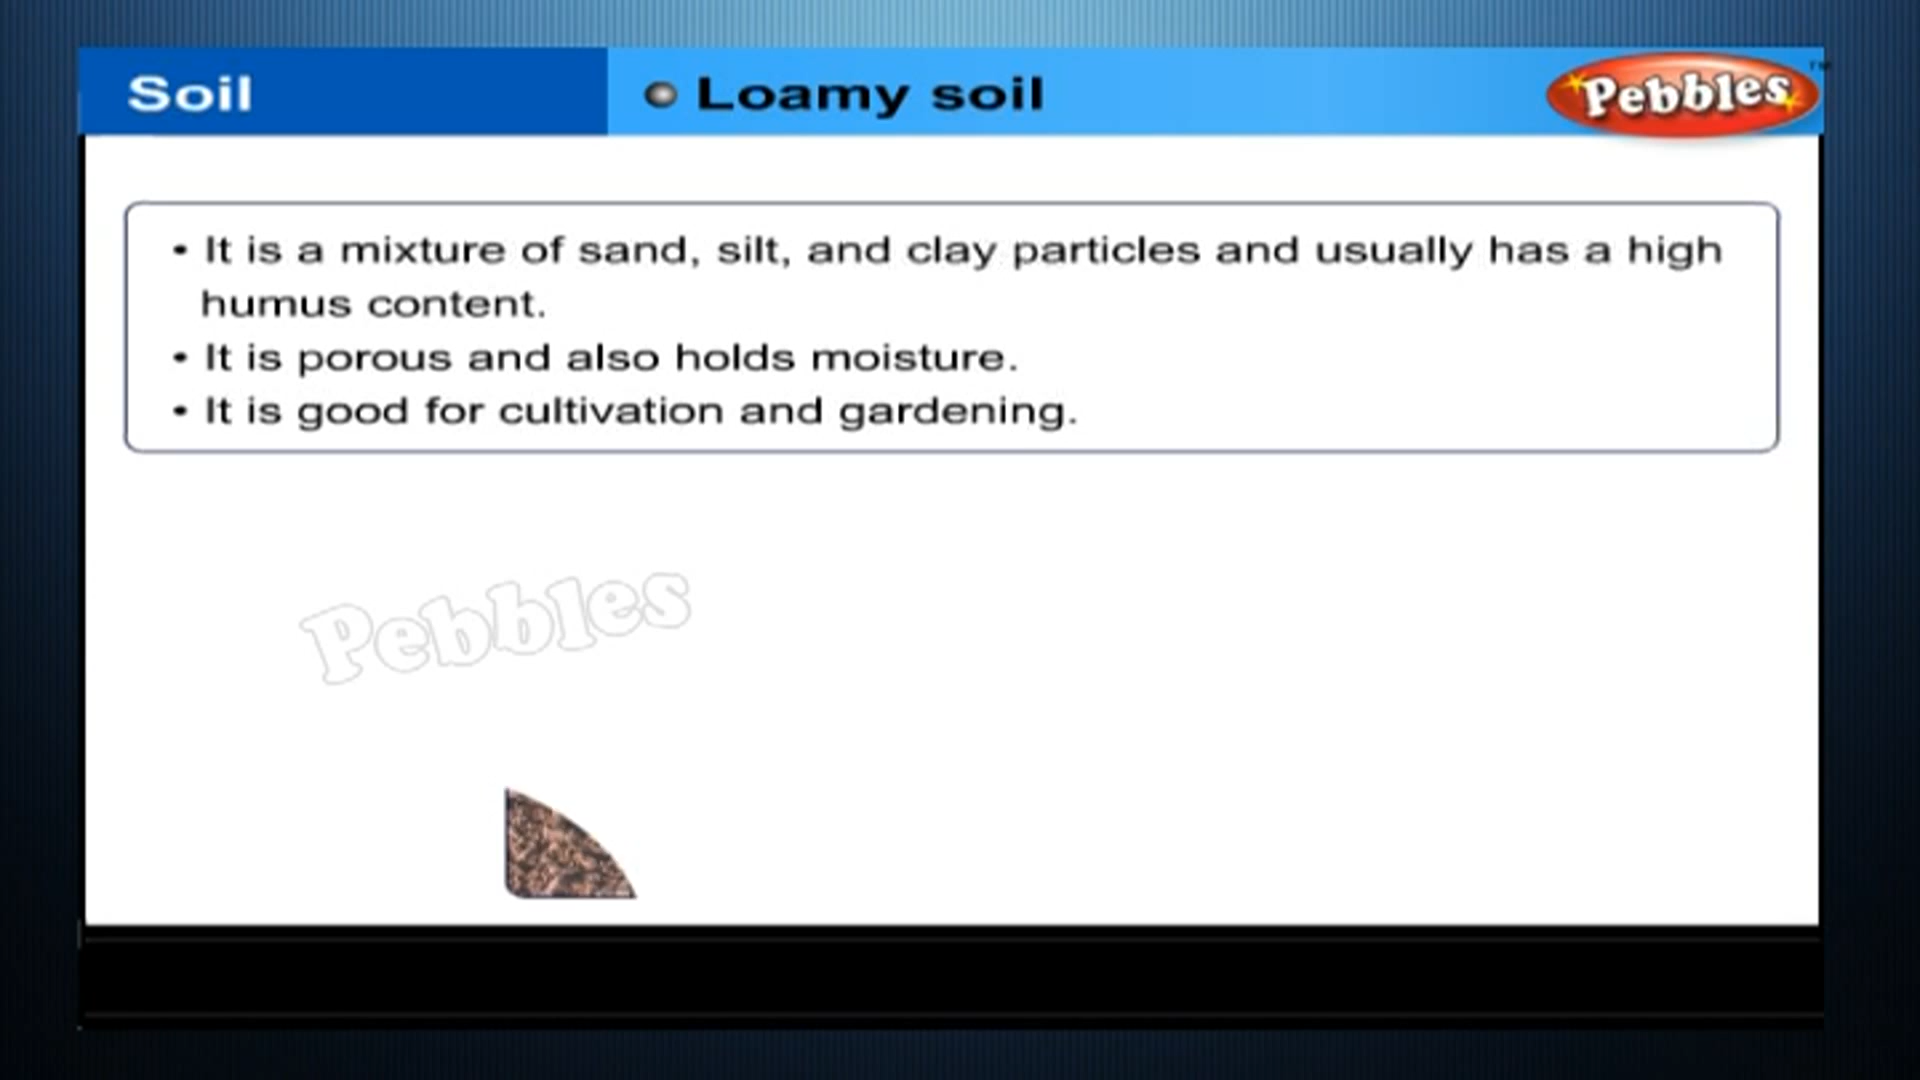 Soil
• Loamy soil
Pebbles
TM
• It is a mixture of sand, silt, and clay particles and usually has a high
humus content.
• It is porous and also holds moisture.
• It is good for cultivation and gardening.
Pebbles